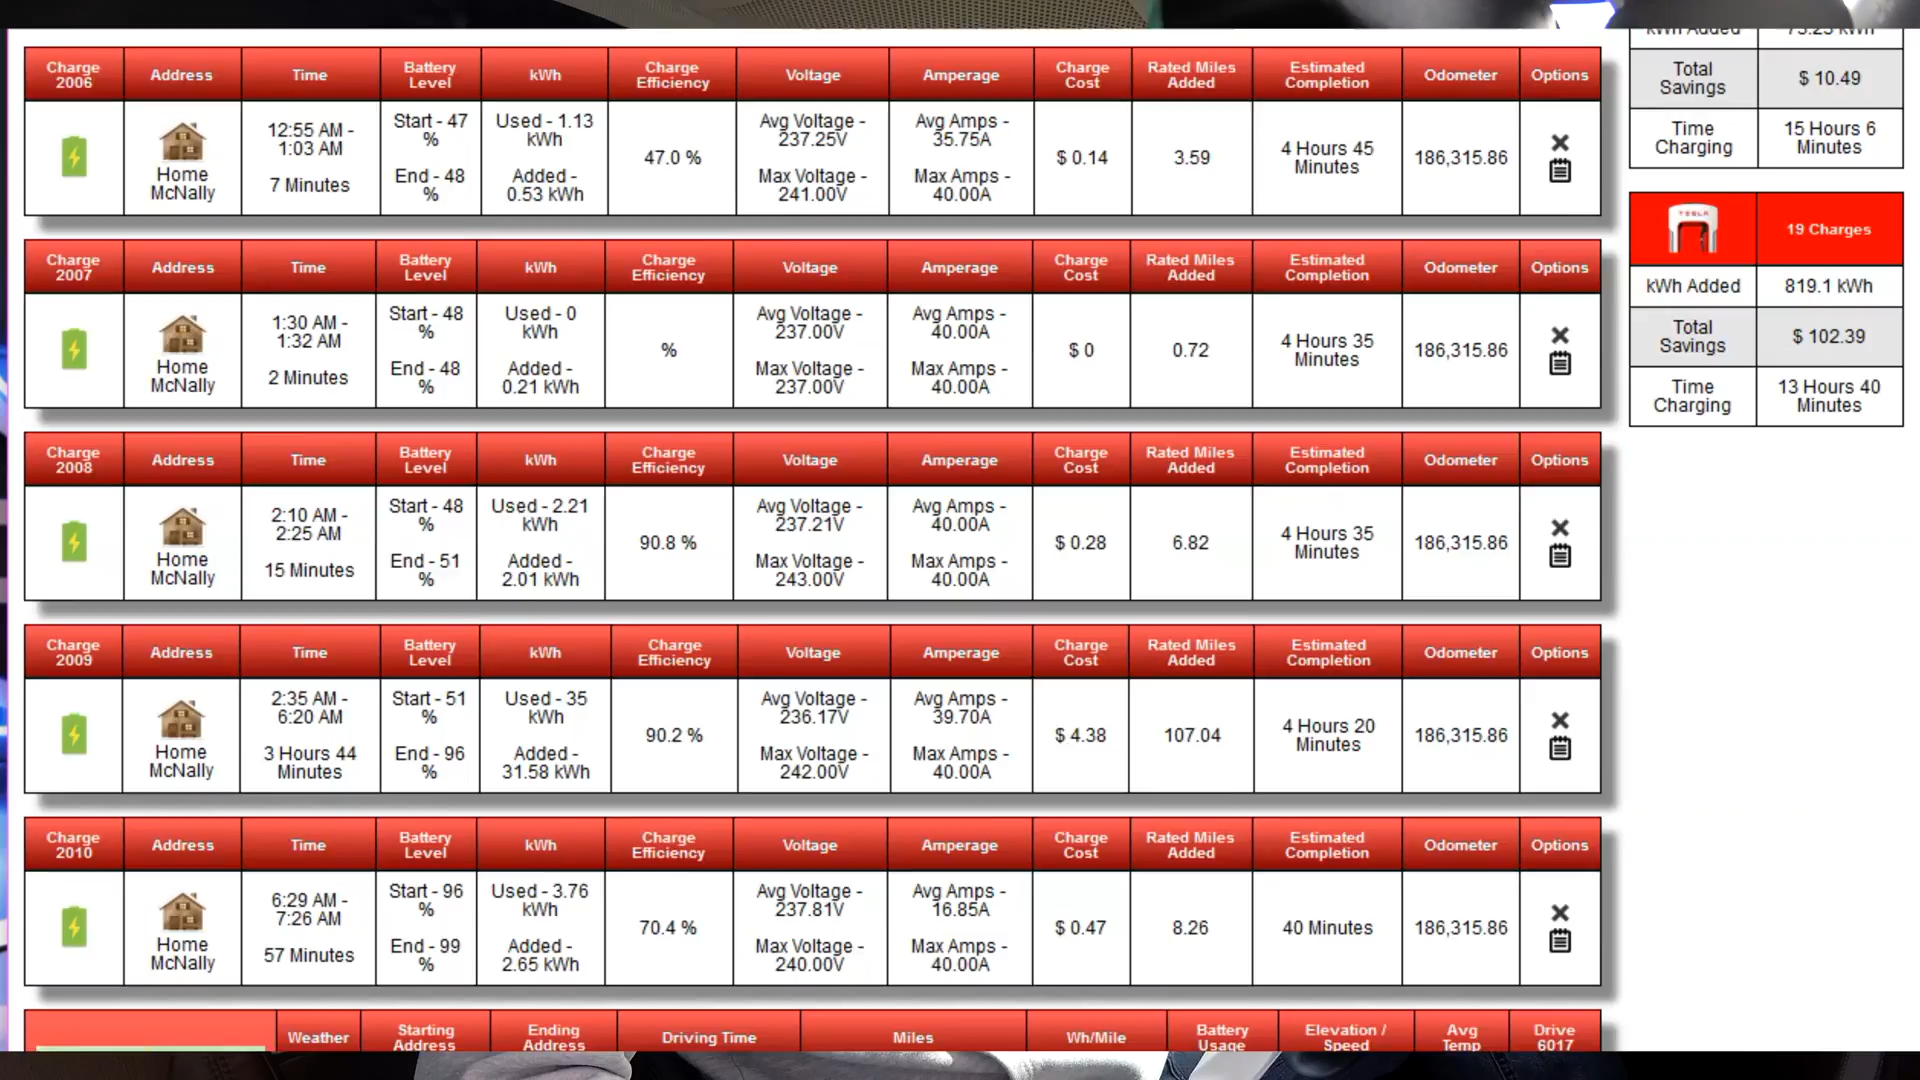 Charge 2006 Address Time Battery Level kWh Charge Efficiency Voltage Amperage Charge Cost Rated Miles Added Estimated Completion Odometer Options
Home McNally
12:55 AM - 1:03 AM
7 Minutes
Start - 47 %
End - 48 %
Used - 1.13 kWh
Added - 0.53 kWh
47.0 %
Avg Voltage - 237.25V
Max Voltage - 241.00V
Avg Amps - 35.75A
Max Amps - 40.00A
$ 0.14
3.59
4 Hours 45 Minutes
186,315.86
Charge 2007 Address Time Battery Level kWh Charge Efficiency Voltage Amperage Charge Cost Rated Miles Added Estimated Completion Odometer Options
Home McNally
1:30 AM - 1:32 AM
2 Minutes
Start - 48 %
End - 48 %
Used - 0 kWh
Added - 0.21 kWh
%
Avg Voltage - 237.00V
Max Voltage - 237.00V
Avg Amps - 40.00A
Max Amps - 40.00A
$ 0
0.72
4 Hours 35 Minutes
186,315.86
Charge 2008 Address Time Battery Level kWh Charge Efficiency Voltage Amperage Charge Cost Rated Miles Added Estimated Completion Odometer Options
Home McNally
2:10 AM - 2:25 AM
15 Minutes
Start - 48 %
End - 51 %
Used - 2.21 kWh
Added - 2.01 kWh
90.8 %
Avg Voltage - 237.21V
Max Voltage - 243.00V
Avg Amps - 40.00A
Max Amps - 40.00A
$ 0.28
6.82
4 Hours 35 Minutes
186,315.86
Charge 2009 Address Time Battery Level kWh Charge Efficiency Voltage Amperage Charge Cost Rated Miles Added Estimated Completion Odometer Options
Home McNally
2:35 AM - 6:20 AM
3 Hours 44 Minutes
Start - 51 %
End - 96 %
Used - 35 kWh
Added - 31.58 kWh
90.2 %
Avg Voltage - 236.17V
Max Voltage - 242.00V
Avg Amps - 39.70A
Max Amps - 40.00A
$ 4.38
107.04
4 Hours 20 Minutes
186,315.86
Charge 2010 Address Time Battery Level kWh Charge Efficiency Voltage Amperage Charge Cost Rated Miles Added Estimated Completion Odometer Options
Home McNally
6:29 AM - 7:26 AM
57 Minutes
Start - 96 %
End - 99 %
Used - 3.76 kWh
Added - 2.65 kWh
70.4 %
Avg Voltage - 237.81V
Max Voltage - 240.00V
Avg Amps - 16.85A
Max Amps - 40.00A
$ 0.47
8.26
40 Minutes
186,315.86
Weather Starting Address Ending Address Driving Time Miles Wh/Mile Battery Usage Elevation / Speed Avg Temp Drive 6017
kWh Added 73.23 kWh
Total Savings $ 10.49
Time Charging 15 Hours 6 Minutes
TESLA 19 Charges
kWh Added 819.1 kWh
Total Savings $ 102.39
Time Charging 13 Hours 40 Minutes